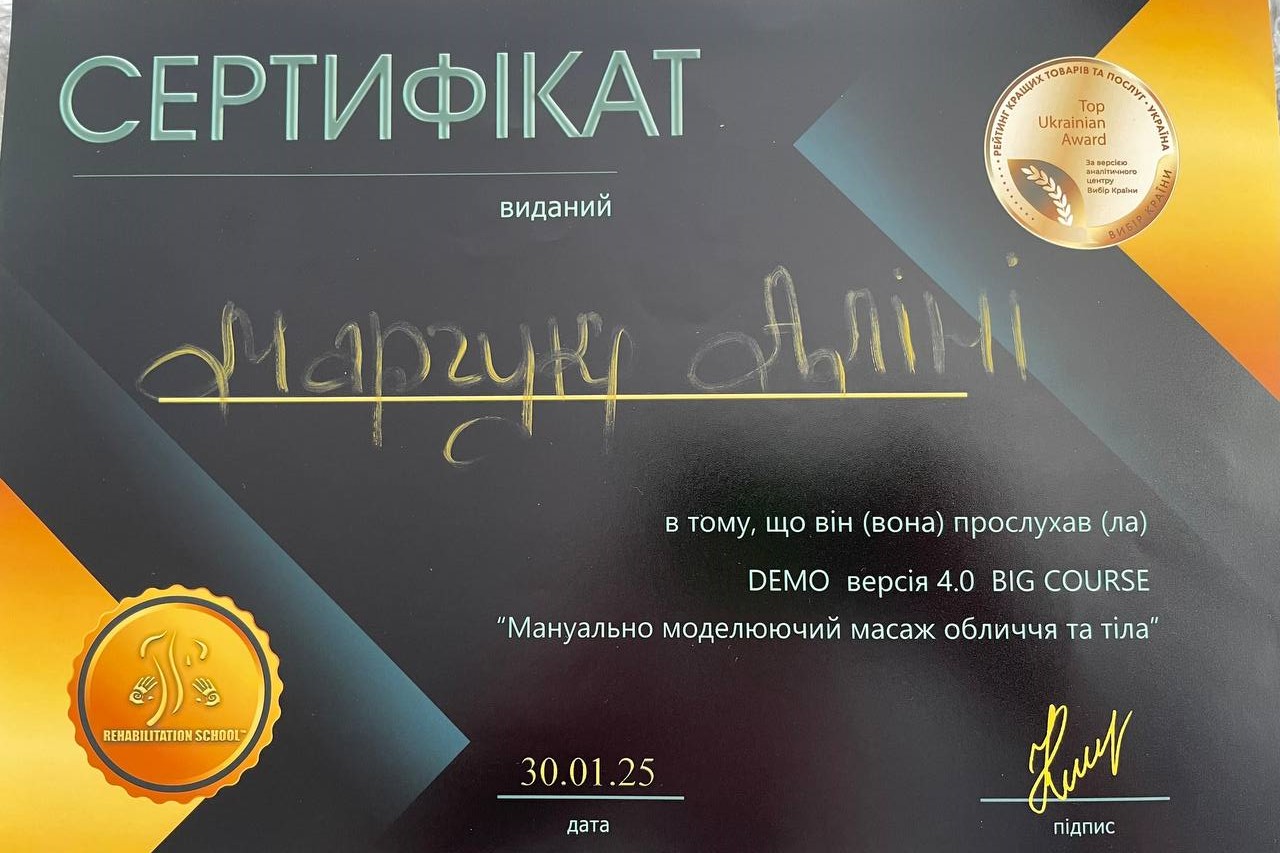 СЕРТИФІКАТ
виданий
Марчук Аліні
в тому, що він (вона) прослухав (ла)
DEMO версія 4.0 BIG COURSE
“Мануально моделюючий масаж обличчя та тіла”
30.01.25
дата
підпис
РЕЙТИНГ КРАЩИХ ТОВАРІВ ТА ПОСЛУГ • УКРАЇНА
Top
Ukrainian
Award
За версією
аналітичного
центру
Вибір Країни
ВИБІР КРАЇНИ
REHABILITATION SCHOOL™